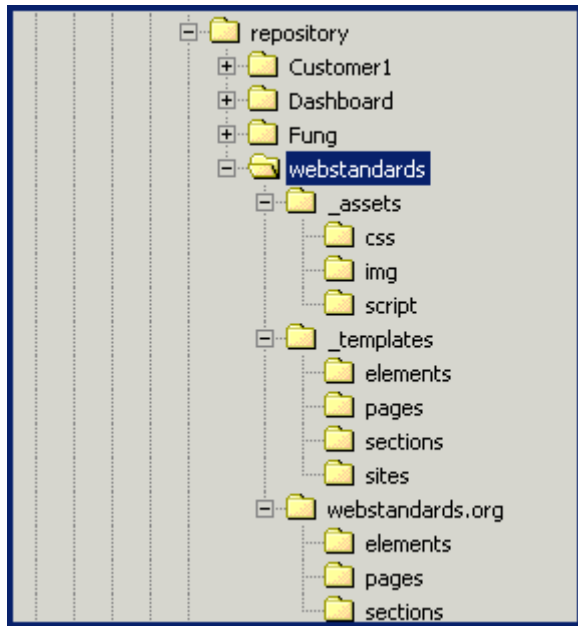 repository
Customer1
Dashboard
Fung
webstandards
_assets
css
img
script
_templates
elements
pages
sections
sites
webstandards.org
elements
pages
sections